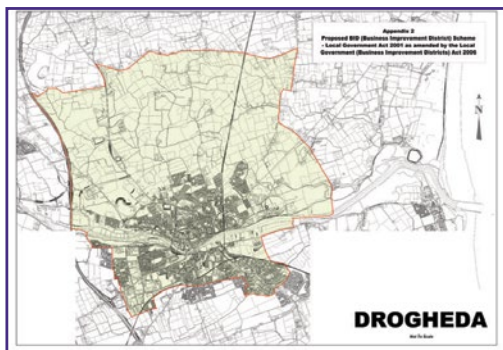 Appendix 2
Proposed BID (Business Improvement District) Scheme
- Local Government Act 2001 as amended by the Local
Government (Business Improvement Districts) Act 2006
N
DROGHEDA
Not To Scale